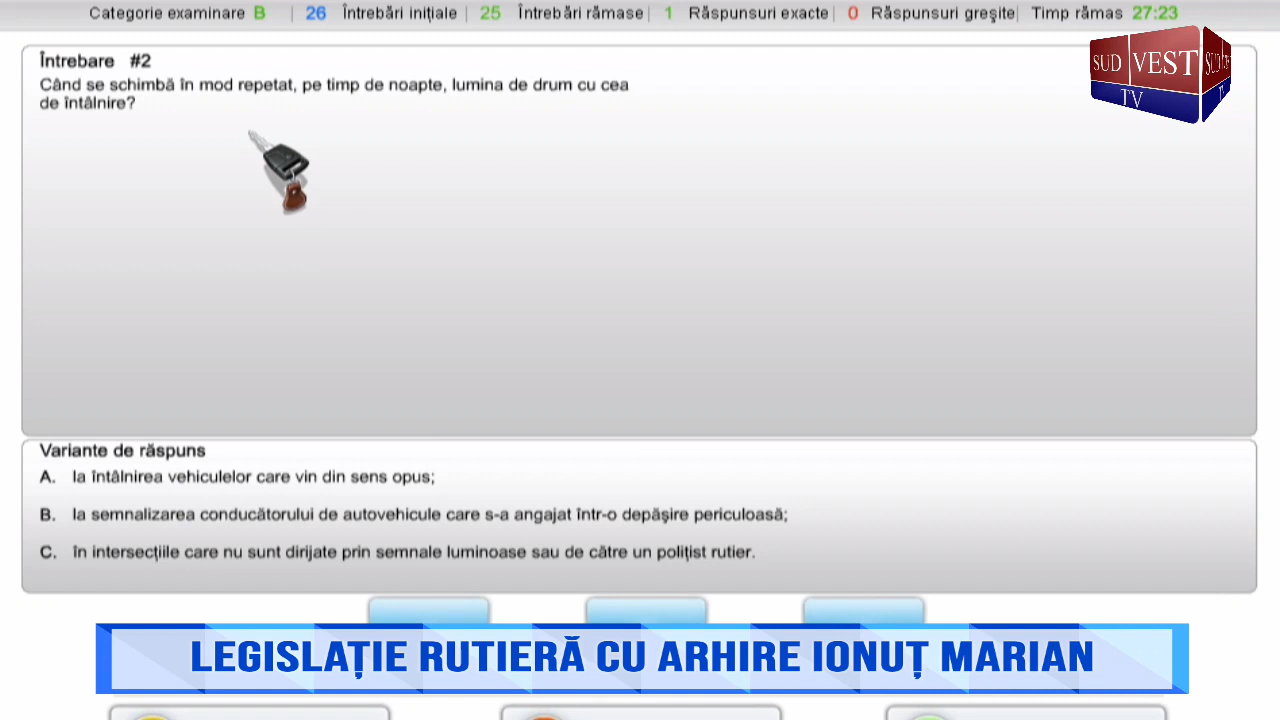 Categorie examinare B | 26 Întrebări iniţiale | 25 Întrebări rămase | 1 Răspunsuri exacte | 0 Răspunsuri greşite | Timp rămas 27:23
SUD VEST
TV
Întrebare #2
Când se schimbă în mod repetat, pe timp de noapte, lumina de drum cu cea
de întâlnire?
Variante de răspuns
A. la întâlnirea vehiculelor care vin din sens opus;
B. la semnalizarea conducătorului de autovehicule care s-a angajat într-o depăşire periculoasă;
C. în intersecțiile care nu sunt dirijate prin semnale luminoase sau de către un polițist rutier.
LEGISLAȚIE RUTIERĂ CU ARHIRE IONUȚ MARIAN